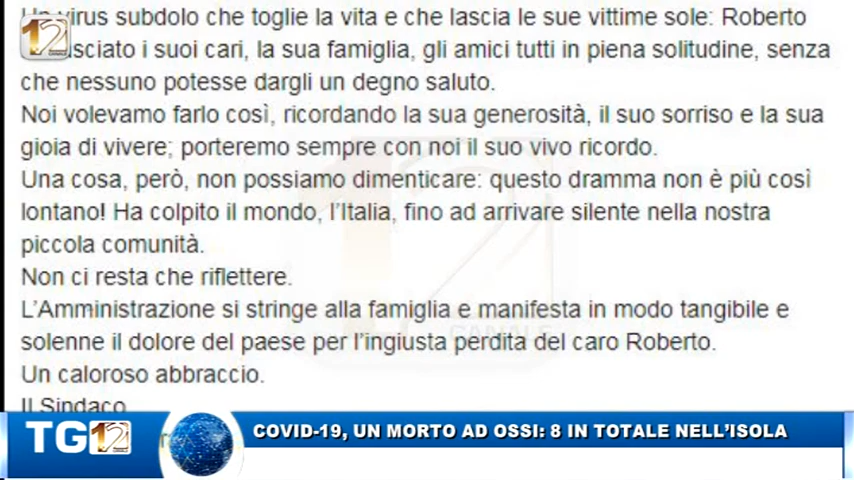 Un virus subdolo che toglie la vita e che lascia le sue vittime sole: Roberto
i suoi cari, la sua famiglia, gli amici tutti in piena solitudine, senza
che nessuno potesse dargli un degno saluto.
Noi volevamo farlo così, ricordando la sua generosità, il suo sorriso e la sua
gioia di vivere; porteremo sempre con noi il suo vivo ricordo.
Una cosa, però, non possiamo dimenticare: questo dramma non è più così
lontano! Ha colpito il mondo, l'Italia, fino ad arrivare silente nella nostra
piccola comunità.
Non ci resta che riflettere.
L'Amministrazione si stringe alla famiglia e manifesta in modo tangibile e
solenne il dolore del paese per l'ingiusta perdita del caro Roberto.
Un caloroso abbraccio.
Il Sindaco
TG12
COVID-19, UN MORTO AD OSSI: 8 IN TOTALE NELL'ISOLA